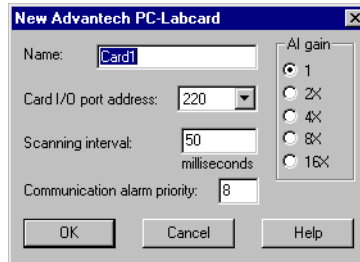 New Advantech PC-Labcard
Name: Card1
Card I/O port address: 220
Scanning interval: 50
milliseconds
Communication alarm priority: 8
AI gain
1
2X
4X
8X
16X
OK Cancel Help